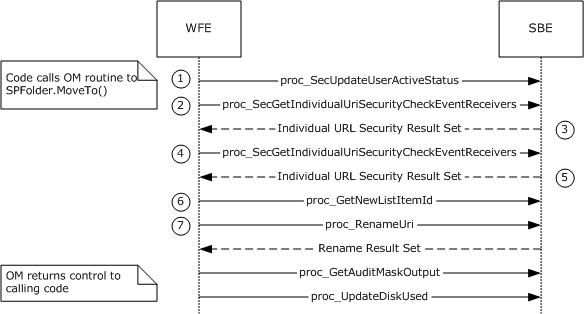 WFE
SBE
Code calls OM routine to
SPFolder.MoveTo()
1
proc_SecUpdateUserActiveStatus
2
proc_SecGetIndividualUriSecurityCheckEventReceivers
Individual URL Security Result Set
3
4
proc_SecGetIndividualUriSecurityCheckEventReceivers
Individual URL Security Result Set
5
6
proc_GetNewListItemId
7
proc_RenameUri
Rename Result Set
OM returns control to
calling code
proc_GetAuditMaskOutput
proc_UpdateDiskUsed